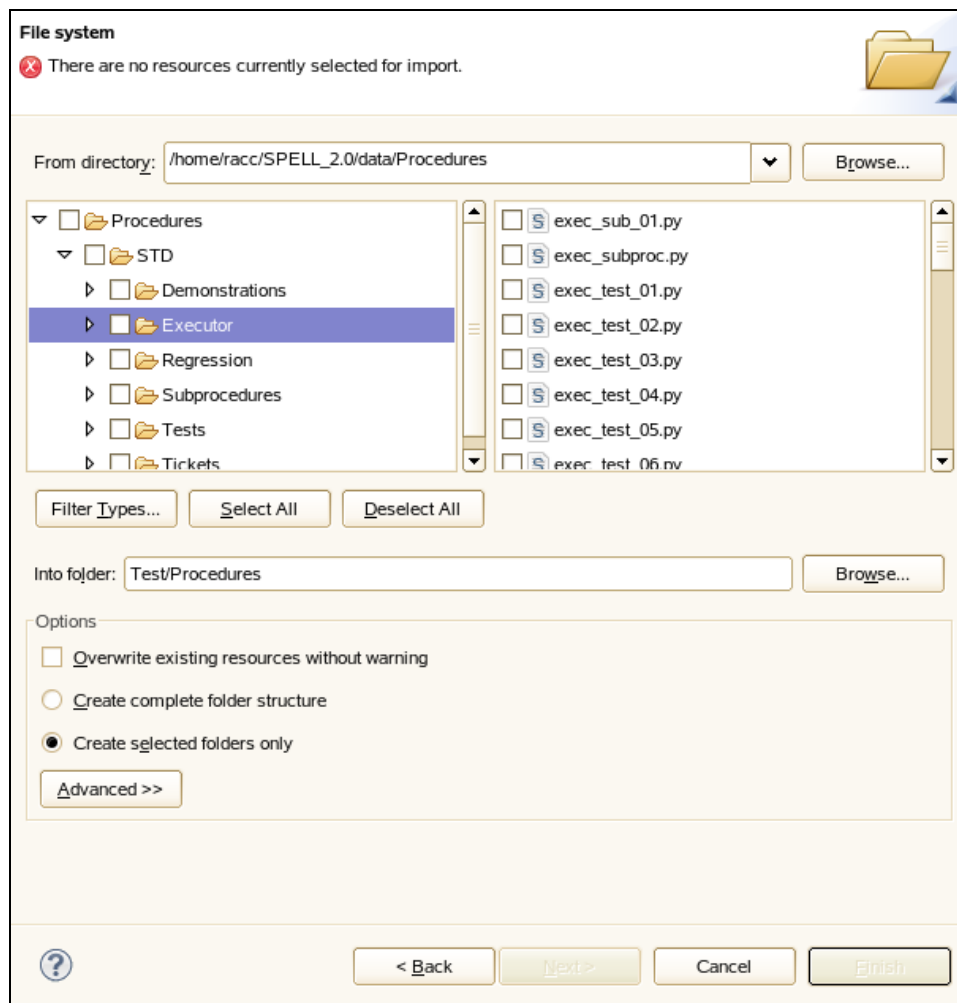 File system
There are no resources currently selected for import.
From directory: /home/racc/SPELL_2.0/data/Procedures Browse...
Procedures
STD
Demonstrations
Executor
Regression
Subprocedures
Tests
Tickets
exec_sub_01.py
exec_subproc.py
exec_test_01.py
exec_test_02.py
exec_test_03.py
exec_test_04.py
exec_test_05.py
exec_test_06.py
Filter Types... Select All Deselect All
Into folder: Test/Procedures Browse...
Options
Overwrite existing resources without warning
Create complete folder structure
Create selected folders only
Advanced >>
? < Back Next > Cancel Finish